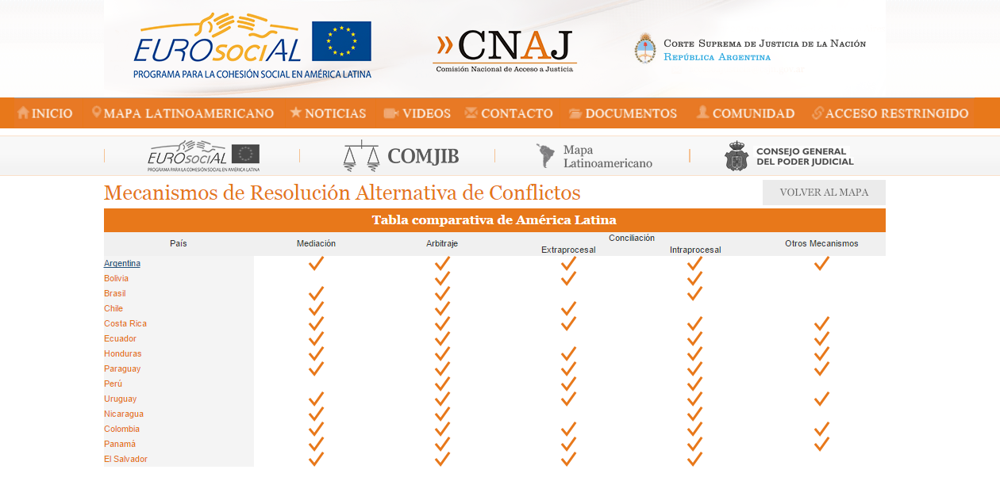 EUROsociAL
PROGRAMA PARA LA COHESIÓN SOCIAL EN AMÉRICA LATINA
»CNAJ
Comisión Nacional de Acceso a Justicia
Corte Suprema de Justicia de la Nación
República Argentina
INICIO MAPA LATINOAMERICANO NOTICIAS VIDEOS CONTACTO DOCUMENTOS COMUNIDAD ACCESO RESTRINGIDO
EUROsociAL
PROGRAMA PARA LA COHESIÓN SOCIAL EN AMÉRICA LATINA
COMJIB
Mapa
Latinoamericano
CONSEJO GENERAL
DEL PODER JUDICIAL
Mecanismos de Resolución Alternativa de Conflictos
VOLVER AL MAPA
Tabla comparativa de América Latina
País Mediación Arbitraje Conciliación Otros Mecanismos
Extraprocesal Intraprocesal
Argentina
Bolivia
Brasil
Chile
Costa Rica
Ecuador
Honduras
Paraguay
Perú
Uruguay
Nicaragua
Colombia
Panamá
El Salvador